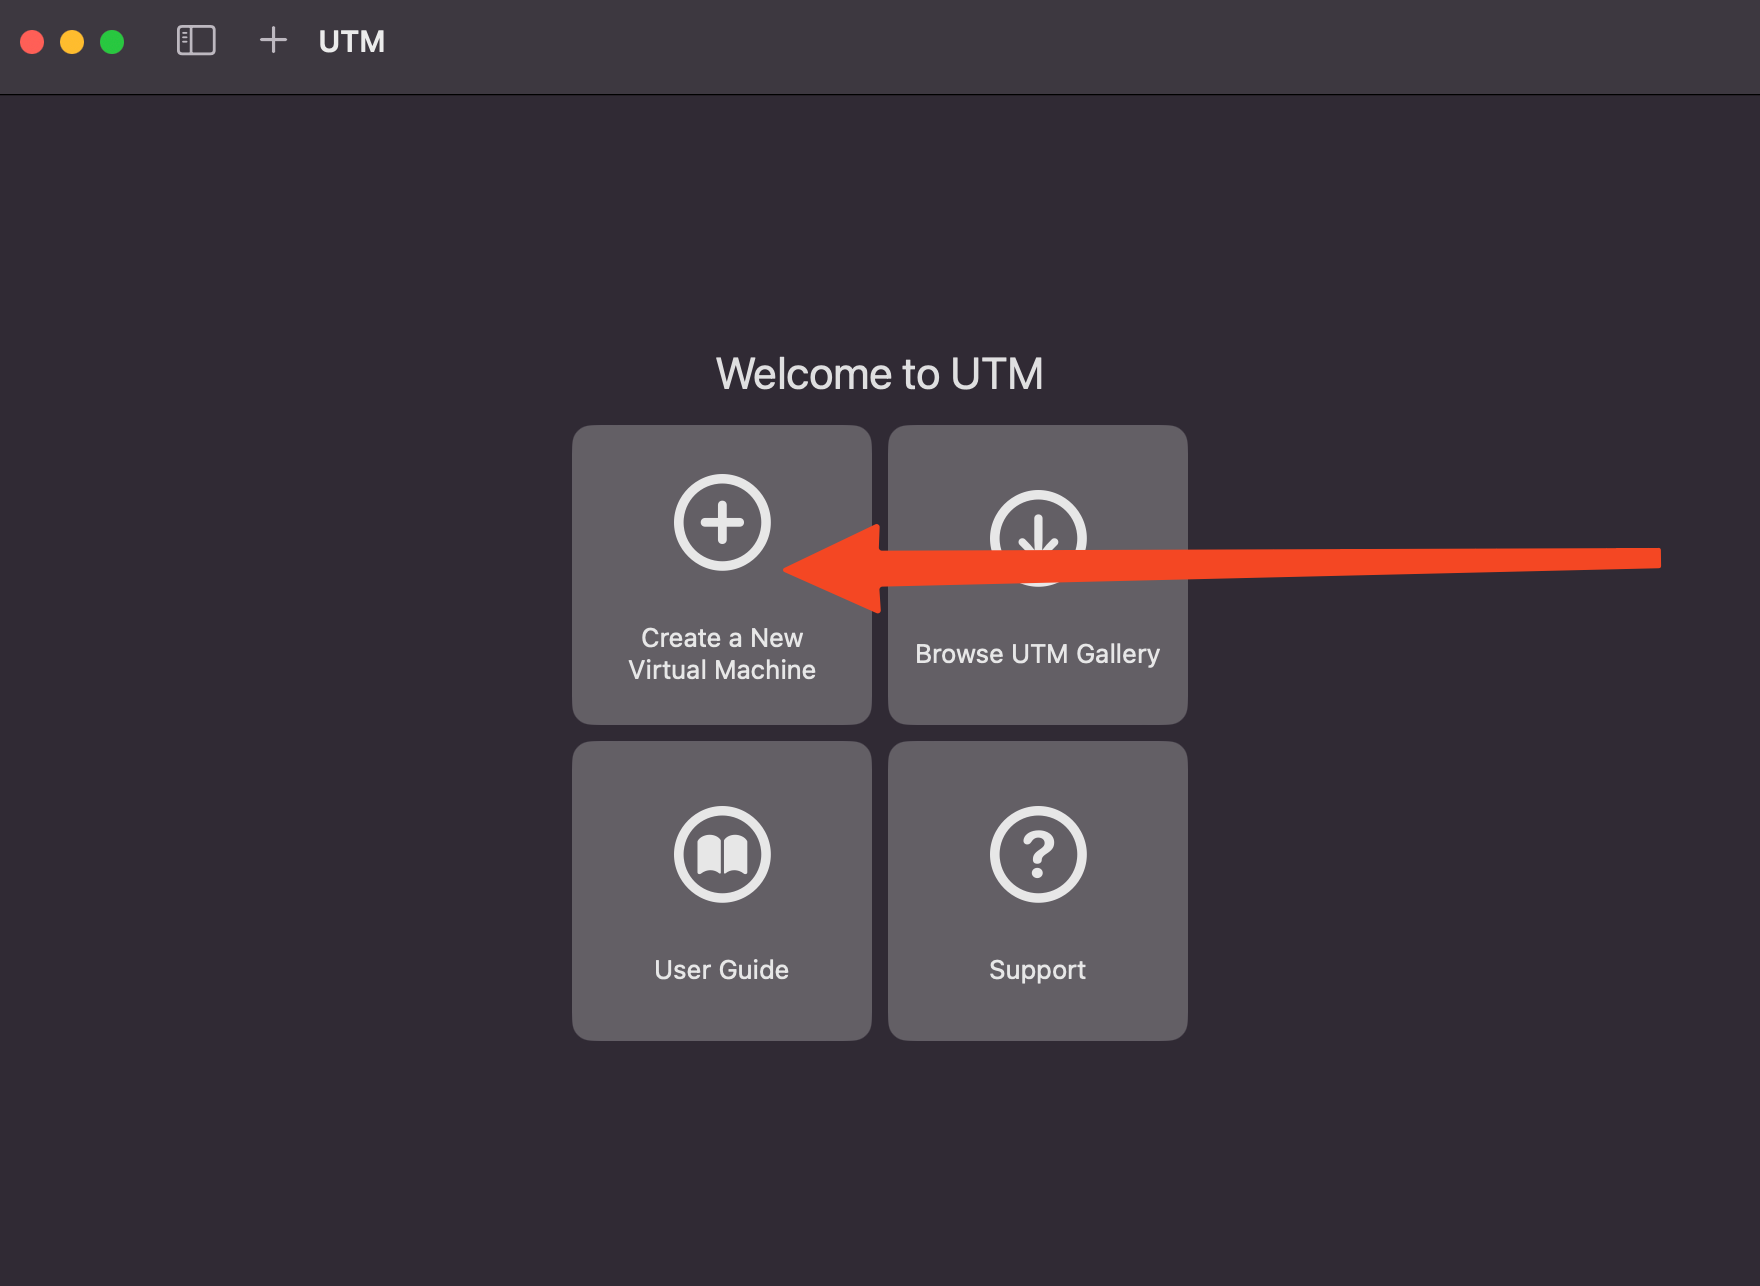 UTM
Welcome to UTM
Create a New
Virtual Machine
Browse UTM Gallery
User Guide
Support